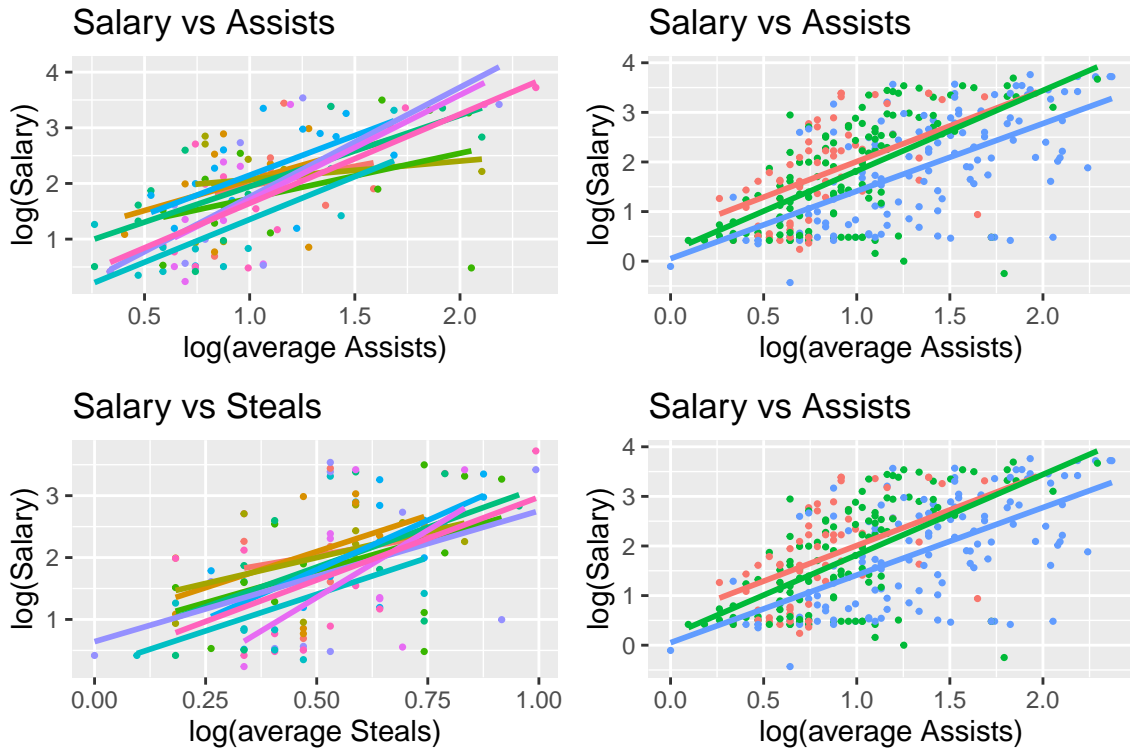 Salary vs Assists
log(Salary)
4
3
2
1
0.5 1.0 1.5 2.0
log(average Assists)
Salary vs Assists
log(Salary)
4
3
2
1
0
0.0 0.5 1.0 1.5 2.0
log(average Assists)
Salary vs Steals
log(Salary)
3
2
1
0.00 0.25 0.50 0.75 1.00
log(average Steals)
Salary vs Assists
log(Salary)
4
3
2
1
0
0.0 0.5 1.0 1.5 2.0
log(average Assists)